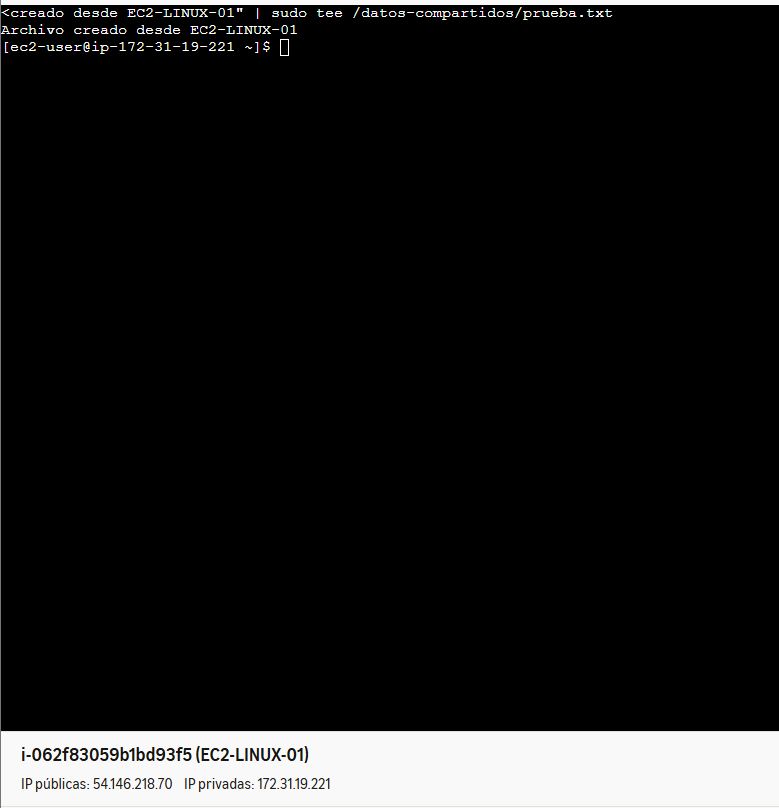 <creado desde EC2-LINUX-01" | sudo tee /datos-compartidos/prueba.txt
Archivo creado desde EC2-LINUX-01
[ec2-user@ip-172-31-19-221 ~]$
i-062f83059b1bd93f5 (EC2-LINUX-01)
IP públicas: 54.146.218.70 IP privadas: 172.31.19.221